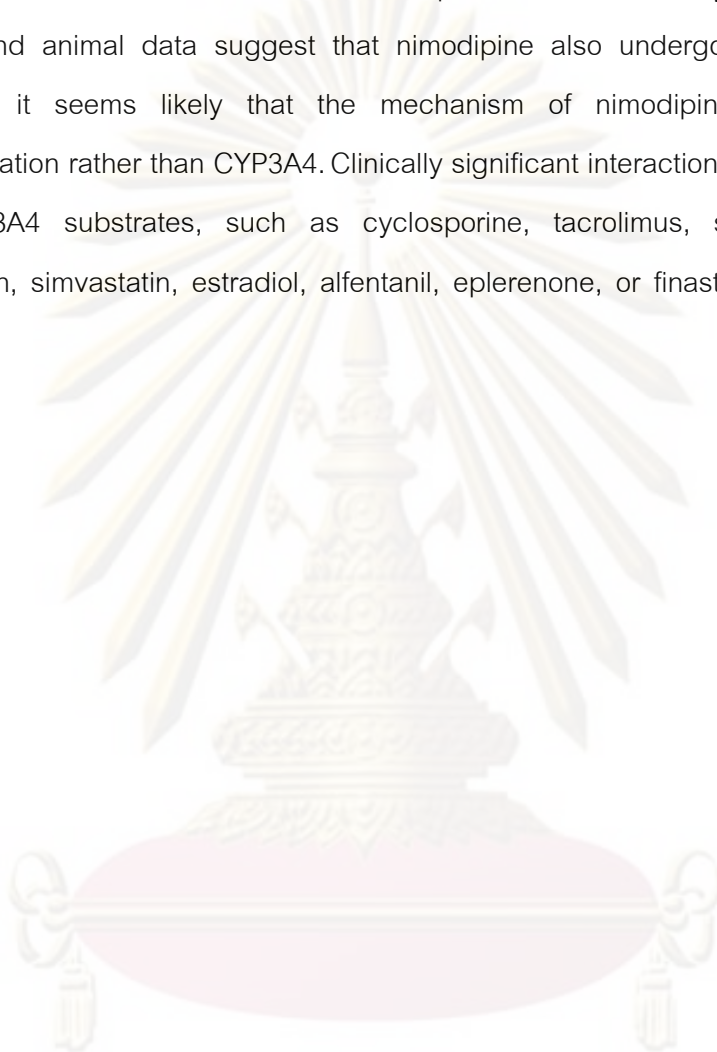 nd animal data suggest that nimodipine also undergo
it seems likely that the mechanism of nimodipin
ation rather than CYP3A4. Clinically significant interaction
3A4 substrates, such as cyclosporine, tacrolimus, s
n, simvastatin, estradiol, alfentanil, eplerenone, or finast